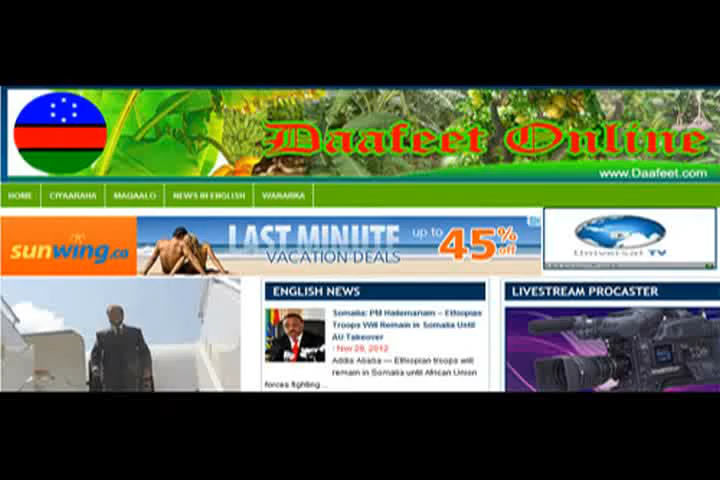 Daafeet Online
www.Daafeet.com
HOME
CIYAARAHA
MAQAALO
NEWS IN ENGLISH
WARARKA
sunwing.ca
LAST MINUTE
VACATION DEALS
up to
45% off
Universal TV
ENGLISH NEWS
Somalia: PM Hailemariam – Ethiopian
Troops Will Remain in Somalia Until
AU Takeover
- Nov 29, 2012
Addis Ababa — Ethiopian troops will
remain in Somalia until African Union
forces fighting ...
LIVESTREAM PROCASTER